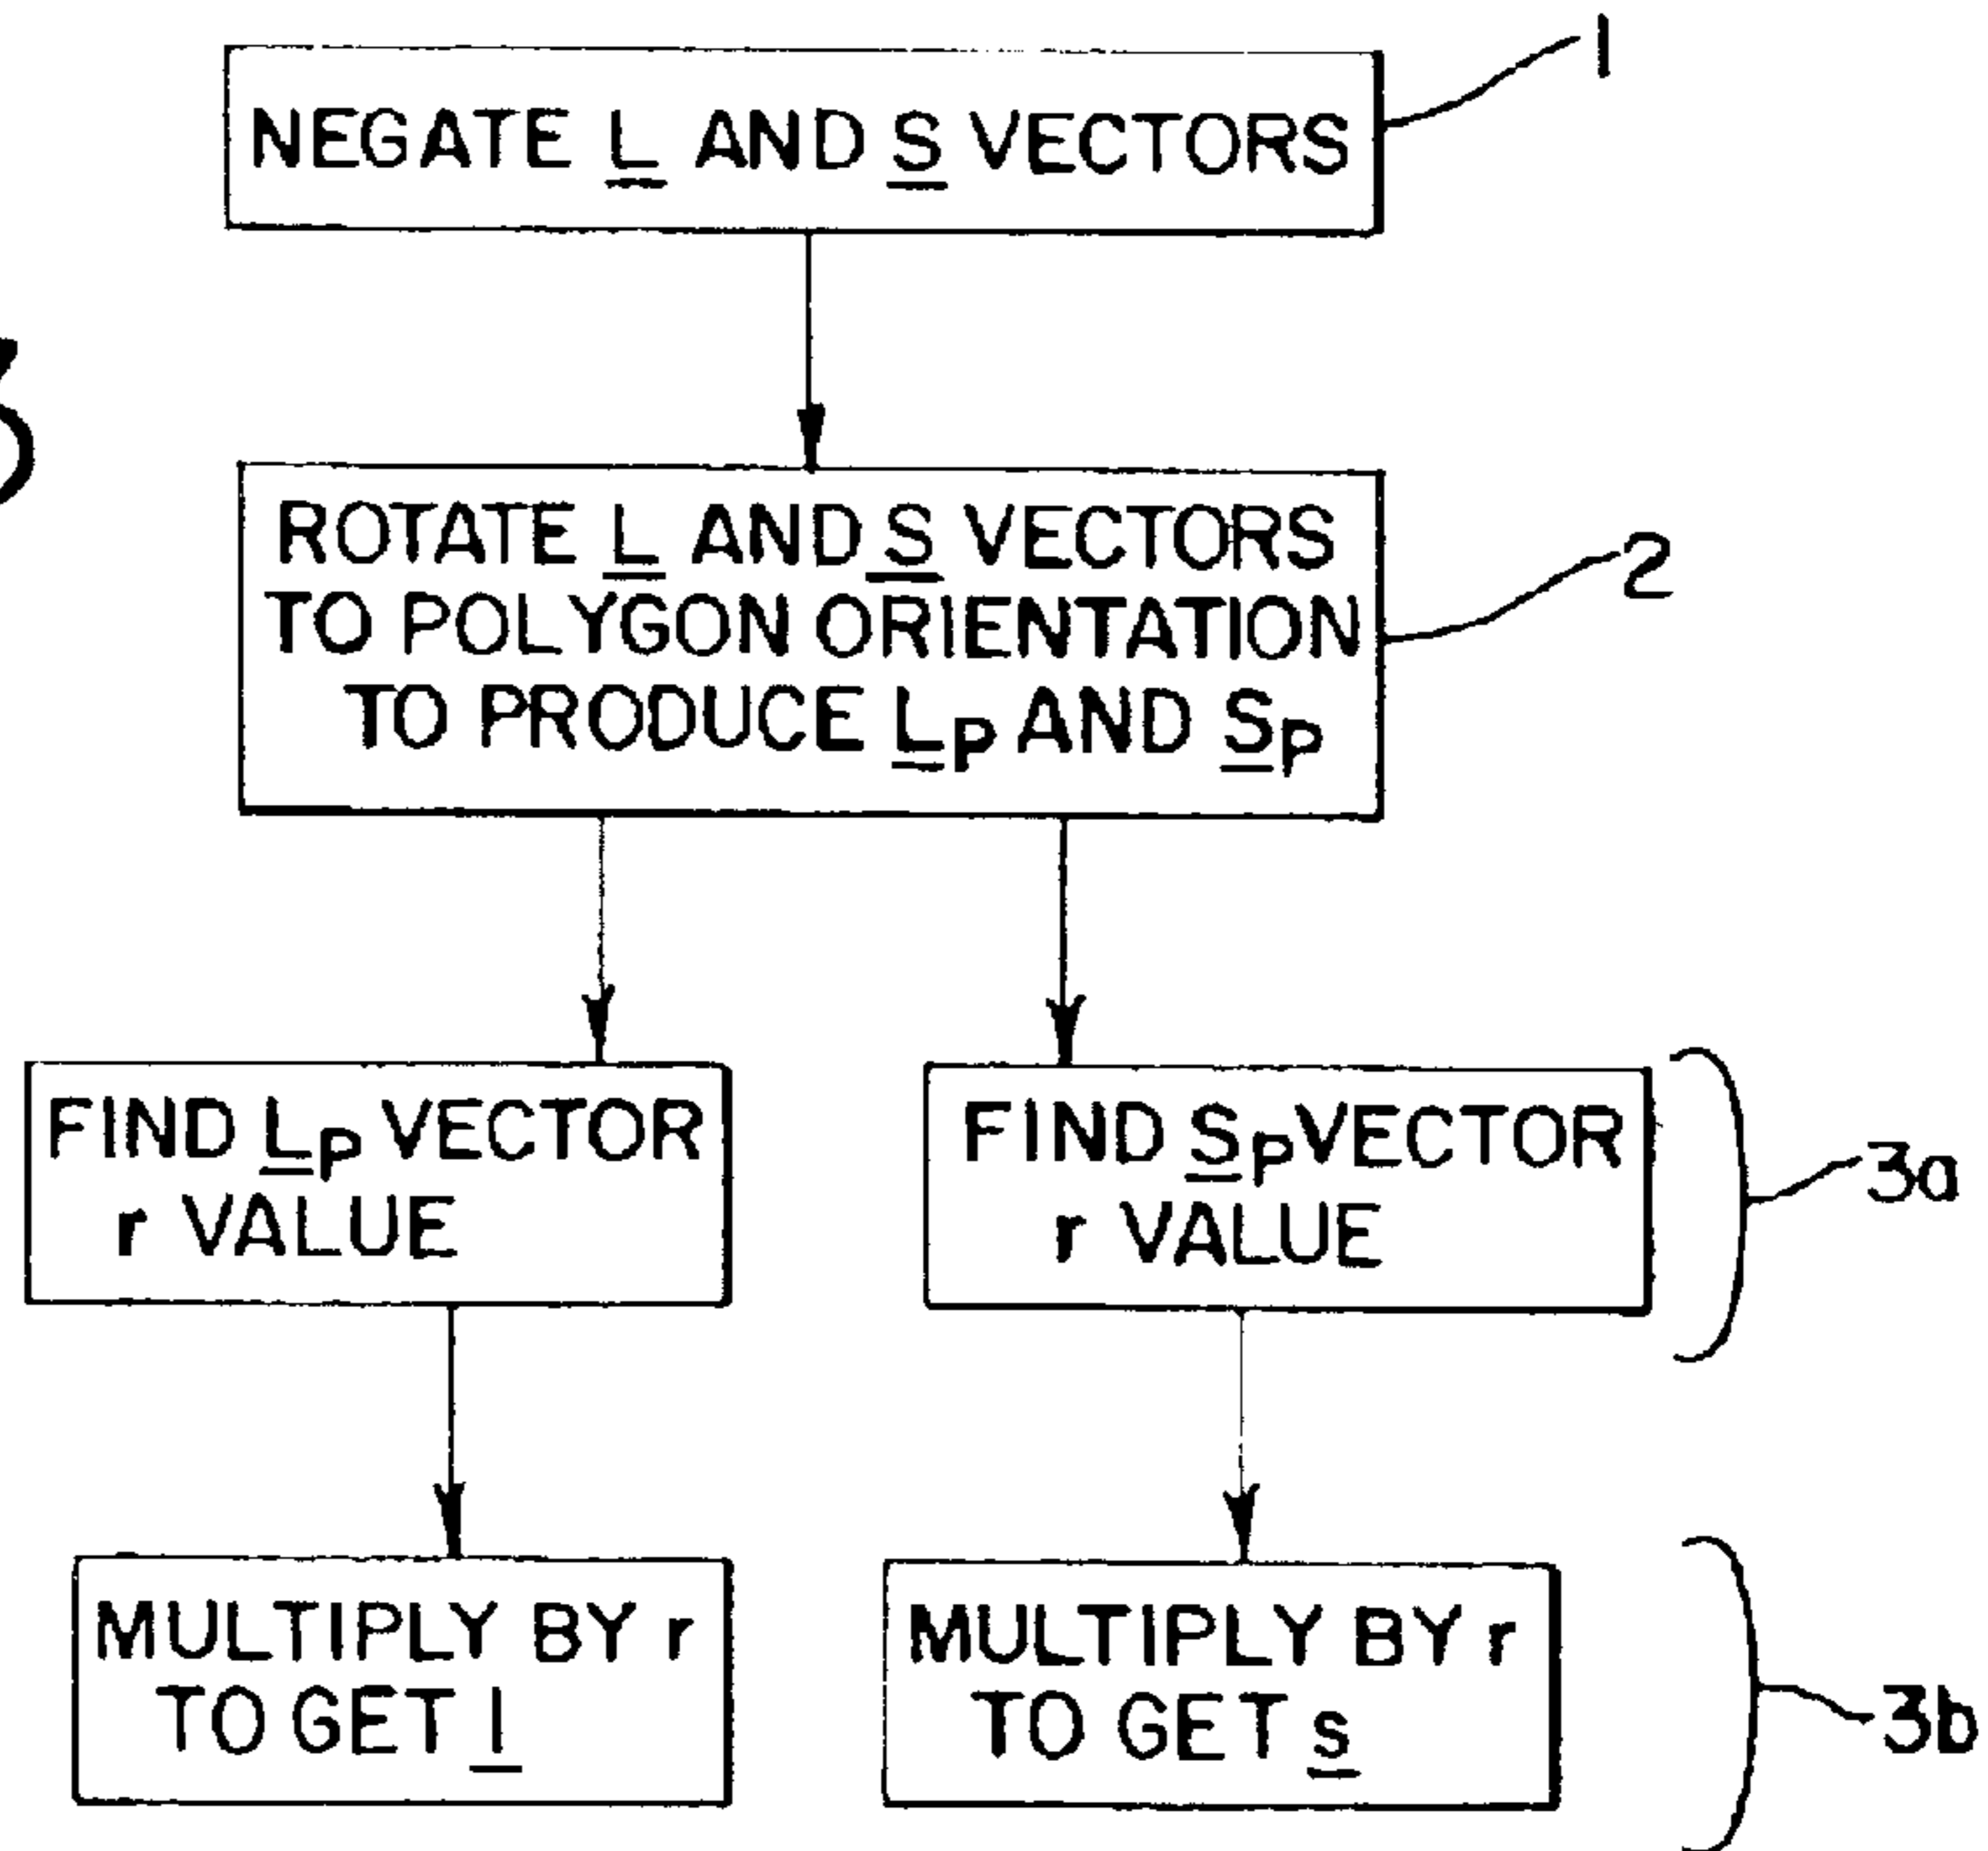 1
NEGATE L AND S VECTORS
ROTATE L AND S VECTORS
TO POLYGON ORIENTATION
TO PRODUCE Lp AND Sp
2
FIND Lp VECTOR
r VALUE
FIND Sp VECTOR
r VALUE
3a
MULTIPLY BY r
TO GET l
MULTIPLY BY r
TO GET s
3b